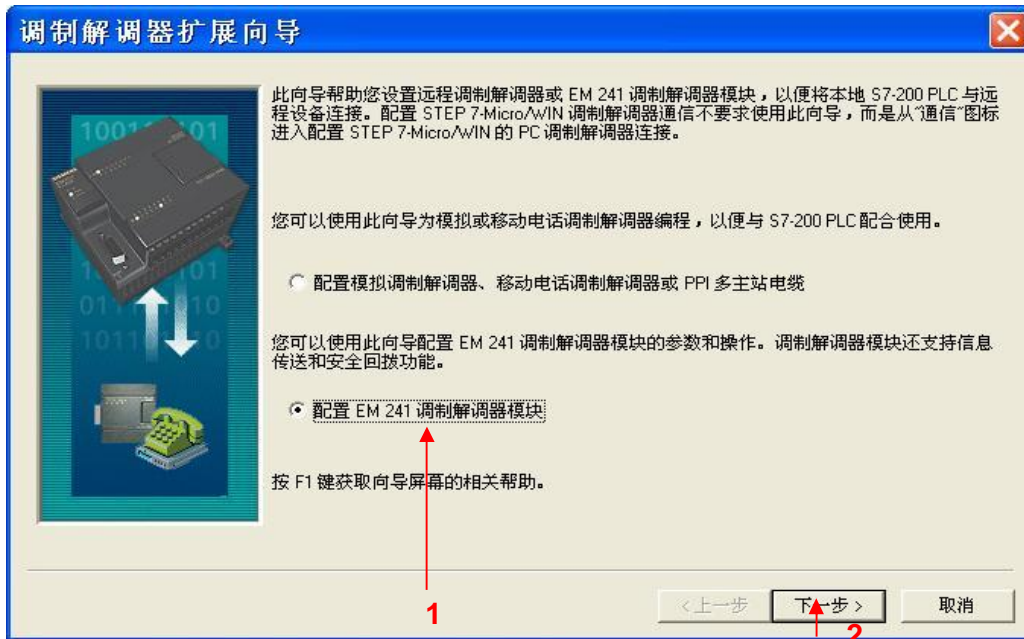 调制解调器扩展向导
此向导帮助您设置远程调制解调器或 EM 241 调制解调器模块，以便将本地 S7-200 PLC 与远
程设备连接。配置 STEP 7-Micro/WIN 调制解调器通信不要求使用此向导，而是从“通信”图标
进入配置 STEP 7-Micro/WIN 的 PC 调制解调器连接。
您可以使用此向导为模拟或移动电话调制解调器编程，以便与 S7-200 PLC 配合使用。
配置模拟调制解调器、移动电话调制解调器或 PPI 多主站电缆
您可以使用此向导配置 EM 241 调制解调器模块的参数和操作。调制解调器模块还支持信息
传送和安全回拨功能。
配置 EM 241 调制解调器模块
按 F1 键获取向导屏幕的相关帮助。
<上一步 下一步> 取消
1
2